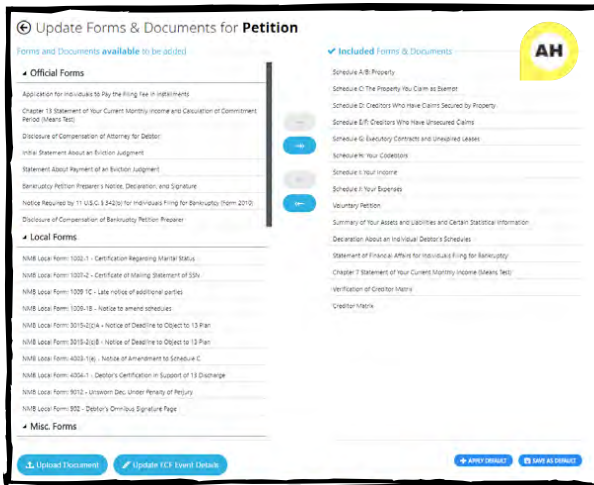 Update Forms & Documents for Petition
Forms and Documents available to be added
Official Forms
Application for Individuals to Pay the Filing Fee in Installments
Chapter 13 Statement of Your Current Monthly Income and Calculation of Commitment
Period (Means Test)
Disclosure of Compensation of Attorney for Debtor
Initial Statement About an Eviction Judgment
Statement About Payment of an Eviction Judgment
Bankruptcy Petition Preparer's Notice, Declaration, and Signature
Notice Required by 11 U.S.C. § 342(b) for Individuals Filing for Bankruptcy (Form 2010)
Disclosure of Compensation of Bankruptcy Petition Preparer
Local Forms
NMB Local Form: 1002-1 - Certification Regarding Marital Status
NMB Local Form: 1007-2 - Certificate of Mailing Statement of SSN
NMB Local Form: 1009-1C - Late notice of additional parties
NMB Local Form: 1009-1B - Notice to amend schedules
NMB Local Form: 3015-2(c)A - Notice of Deadline to Object to 13 Plan
NMB Local Form: 3015-2(c)B - Notice of Deadline to Object to 13 Plan
NMB Local Form: 4003-1(e) - Notice of Amendment to Schedule C
NMB Local Form: 4004-1 - Debtor's Certification in Support of 13 Discharge
NMB Local Form: 9012 - Unsworn Dec. Under Penalty of Perjury
NMB Local Form: 902 - Debtor's Omnibus Signature Page
Misc. Forms
Upload Document
Update ECF Event Details
Included Forms & Documents
AH
Schedule A/B: Property
Schedule C: The Property You Claim as Exempt
Schedule D: Creditors Who Have Claims Secured by Property
Schedule E/F: Creditors Who Have Unsecured Claims
Schedule G: Executory Contracts and Unexpired Leases
Schedule H: Your Codebtors
Schedule I: Your Income
Schedule J: Your Expenses
Voluntary Petition
Summary of Your Assets and Liabilities and Certain Statistical Information
Declaration About an Individual Debtor's Schedules
Statement of Financial Affairs for Individuals Filing for Bankruptcy
Chapter 7 Statement of Your Current Monthly Income (Means Test)
Verification of Creditor Matrix
Creditor Matrix
APPLY DEFAULT
SAVE AS DEFAULT